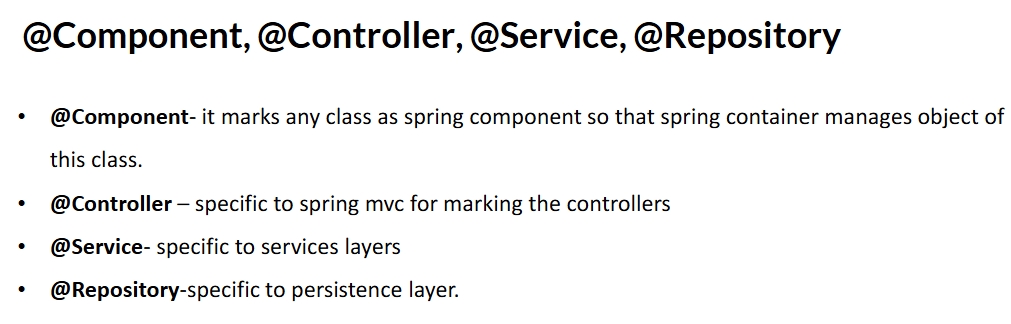 @Component, @Controller, @Service, @Repository
• @Component- it marks any class as spring component so that spring container manages object of
this class.
• @Controller – specific to spring mvc for marking the controllers
• @Service- specific to services layers
• @Repository-specific to persistence layer.